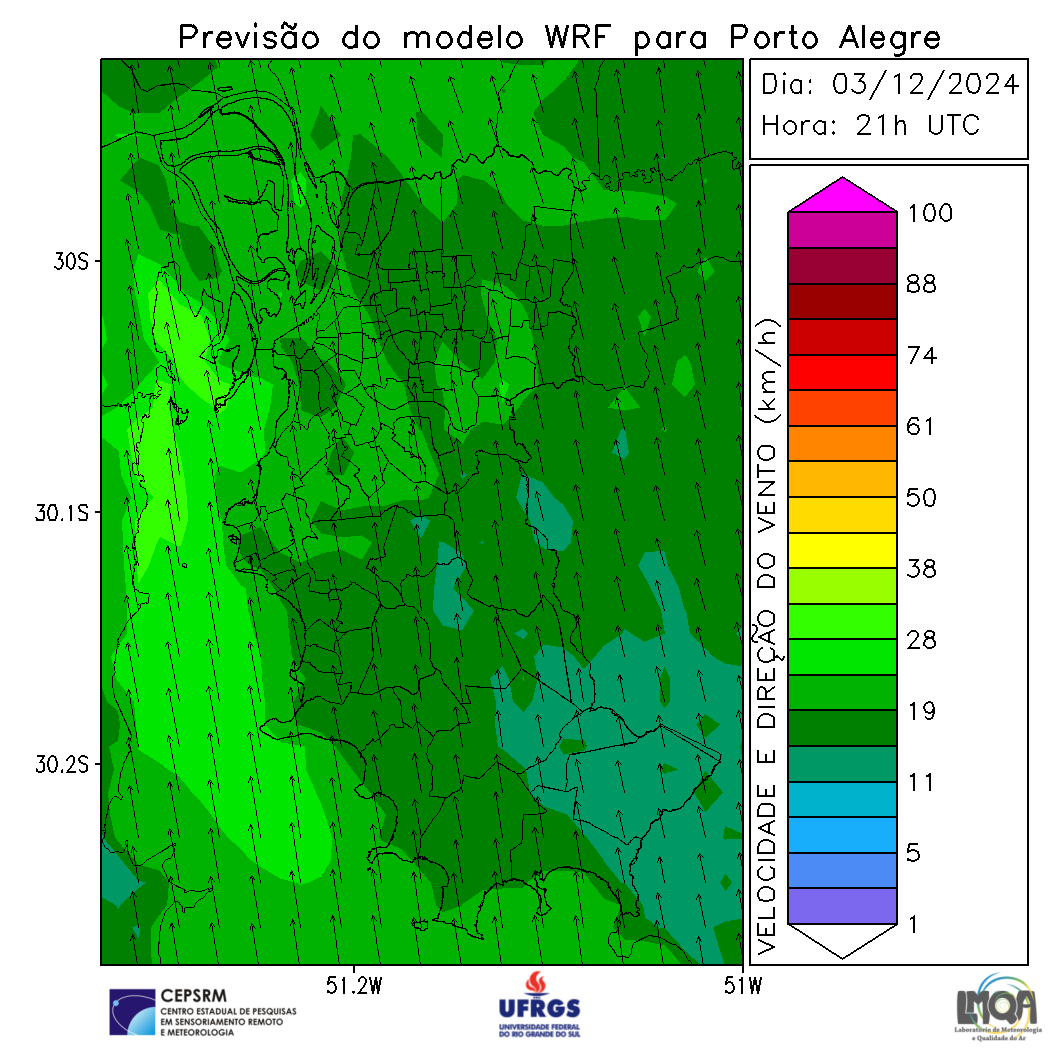 Previsão do modelo WRF para Porto Alegre
Dia: 03/12/2024
Hora: 21h UTC
30S
30.1S
30.2S
51.2W
51W
VELOCIDADE E DIREÇÃO DO VENTO (km/h)
100
88
74
61
50
38
28
19
11
5
1
CEPSRM
CENTRO ESTADUAL DE PESQUISAS
EM SENSORIAMENTO REMOTO
E METEOROLOGIA
UFRGS
UNIVERSIDADE FEDERAL
DO RIO GRANDE DO SUL
LMQA
Laboratório de Meteorologia
e Qualidade do Ar